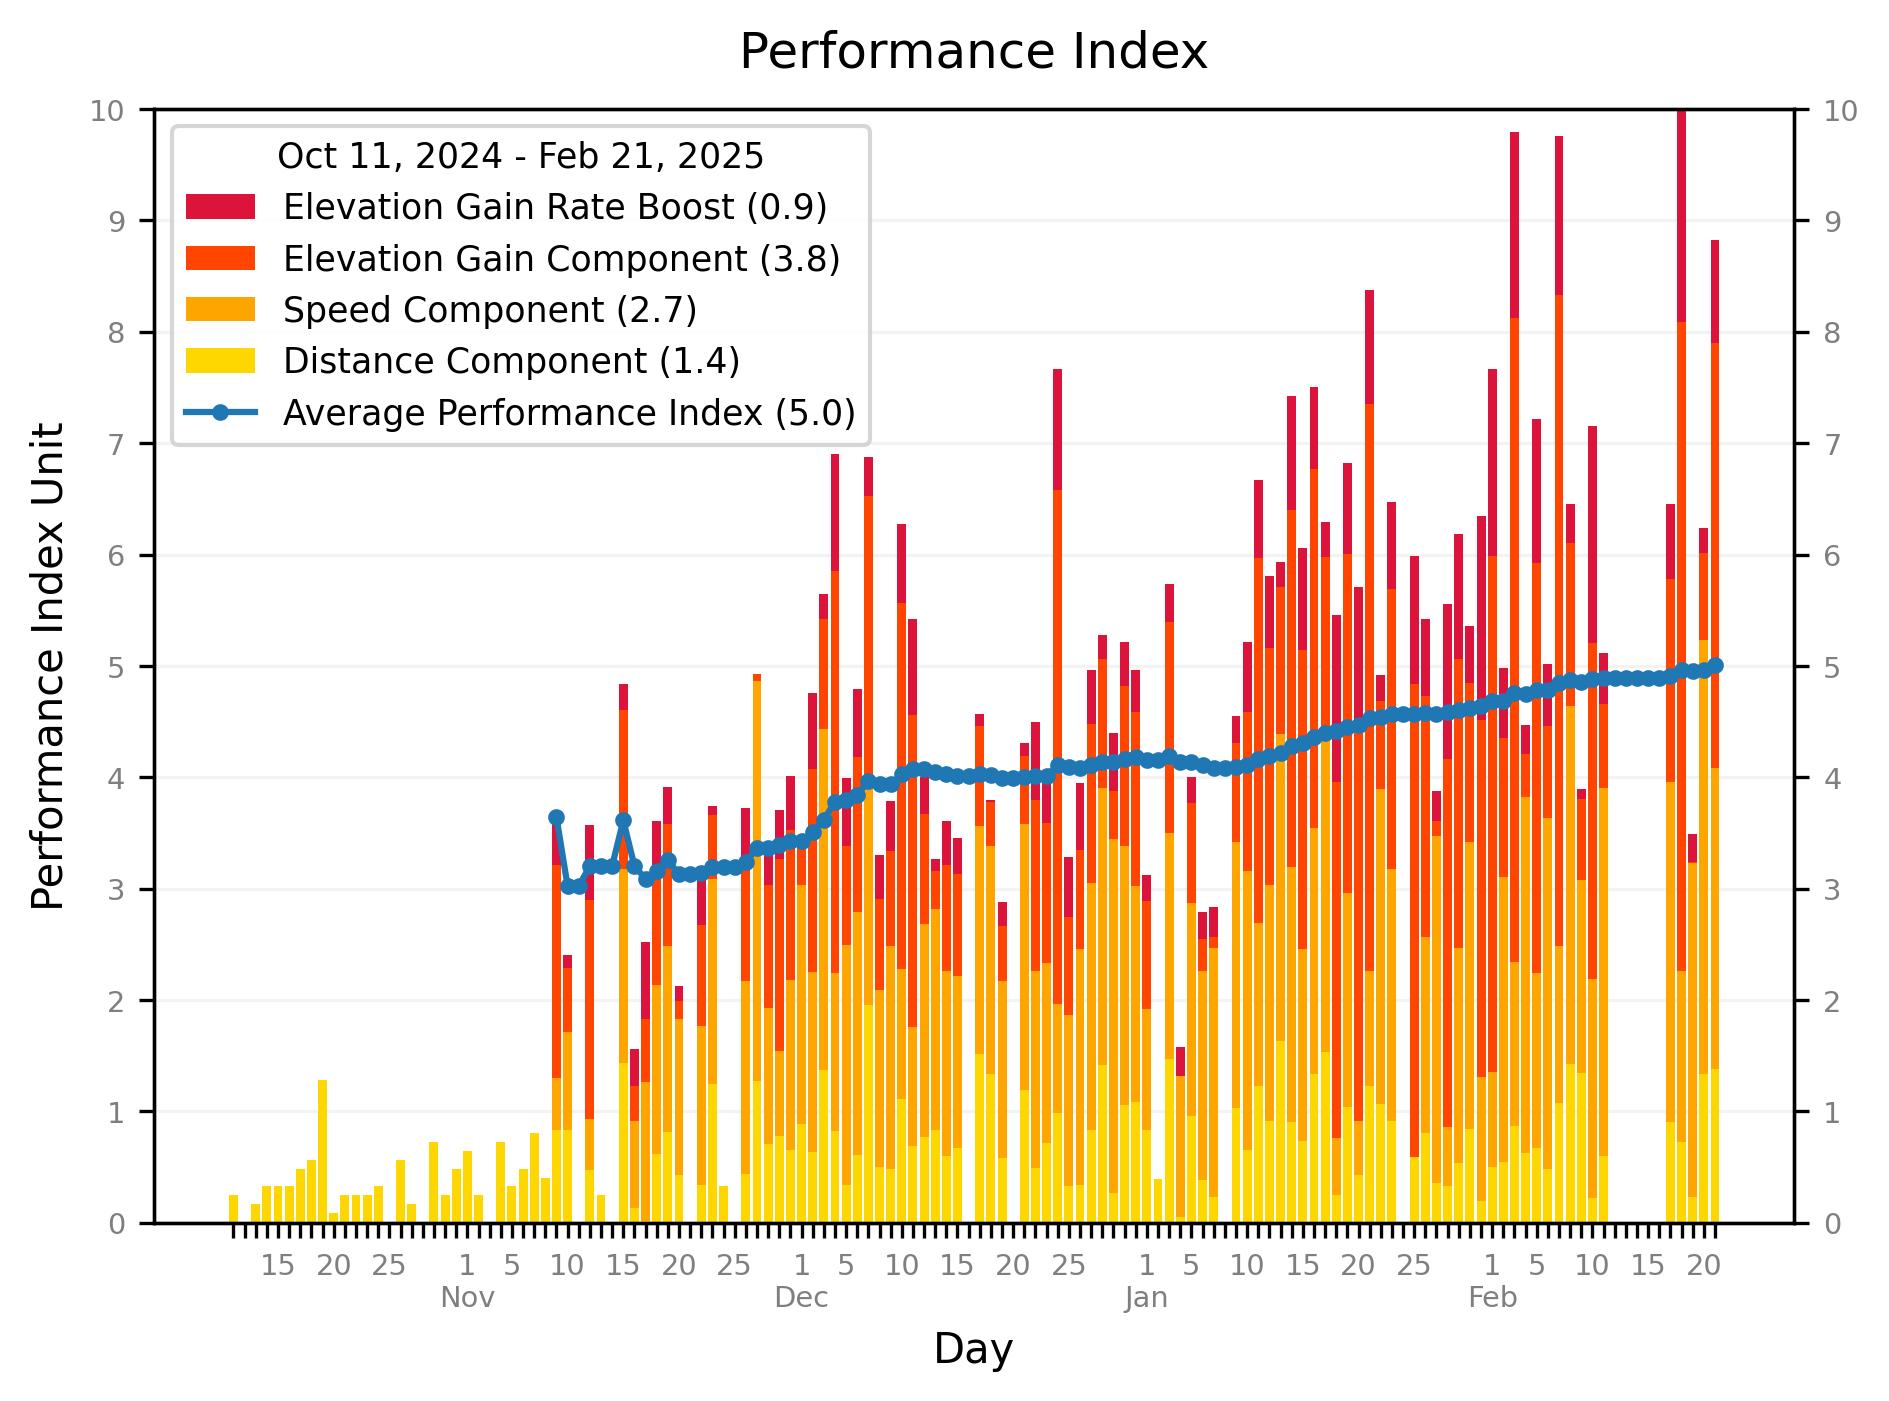 Performance Index
Oct 11, 2024 - Feb 21, 2025
Elevation Gain Rate Boost (0.9)
Elevation Gain Component (3.8)
Speed Component (2.7)
Distance Component (1.4)
Average Performance Index (5.0)
Performance Index Unit
10 10
9 9
8 8
7 7
6 6
5 5
4 4
3 3
2 2
1 1
0 0
15 20 25 1 5 10 15 20 25 1 5 10 15 20 25 1 5 10 15 20 25 1 5 10 15 20
Nov Dec Jan Feb
Day